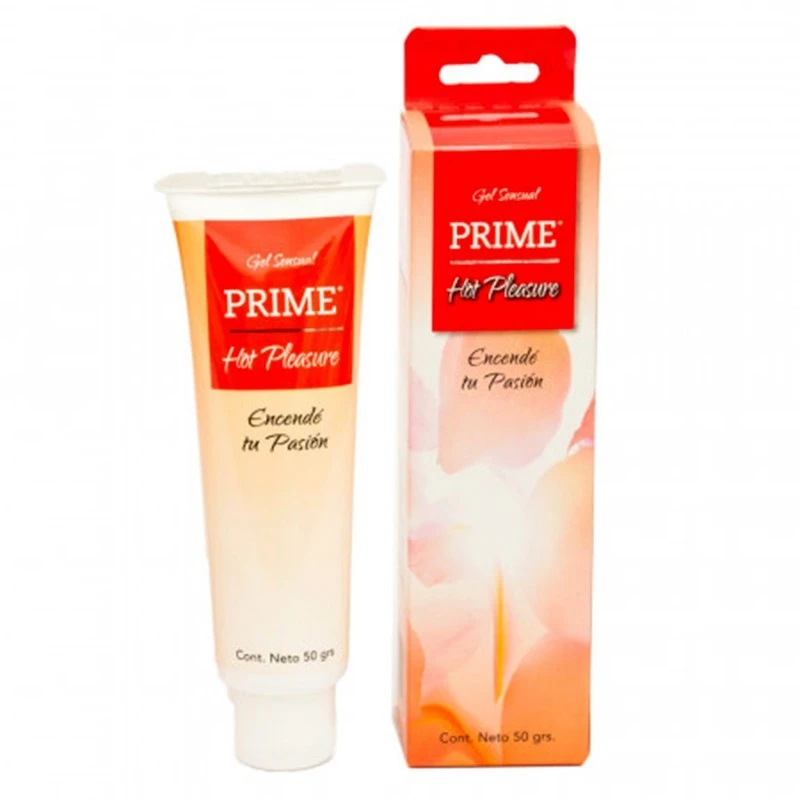 Gel Sensual
PRIME®
Hot Pleasure
Encendé
tu Pasión
Cont. Neto 50 grs
Gel Sensual
PRIME®
Hot Pleasure
Encendé
tu Pasión
Cont. Neto 50 grs.